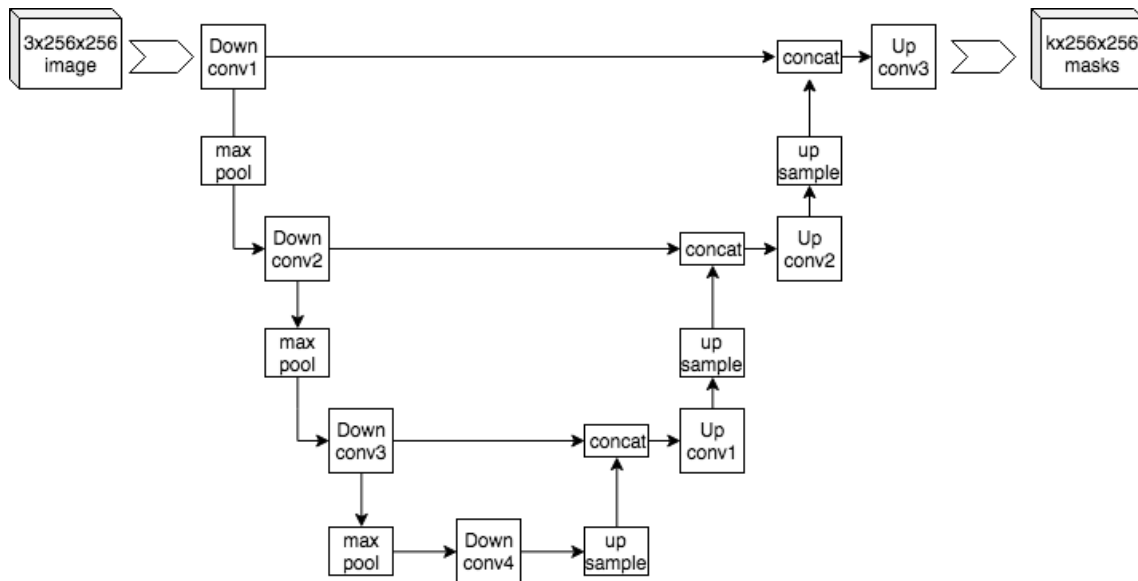 3x256x256
image
Down
conv1
concat
Up
conv3
kx256x256
masks
max
pool
up
sample
Down
conv2
concat
Up
conv2
max
pool
up
sample
Down
conv3
concat
Up
conv1
max
pool
Down
conv4
up
sample